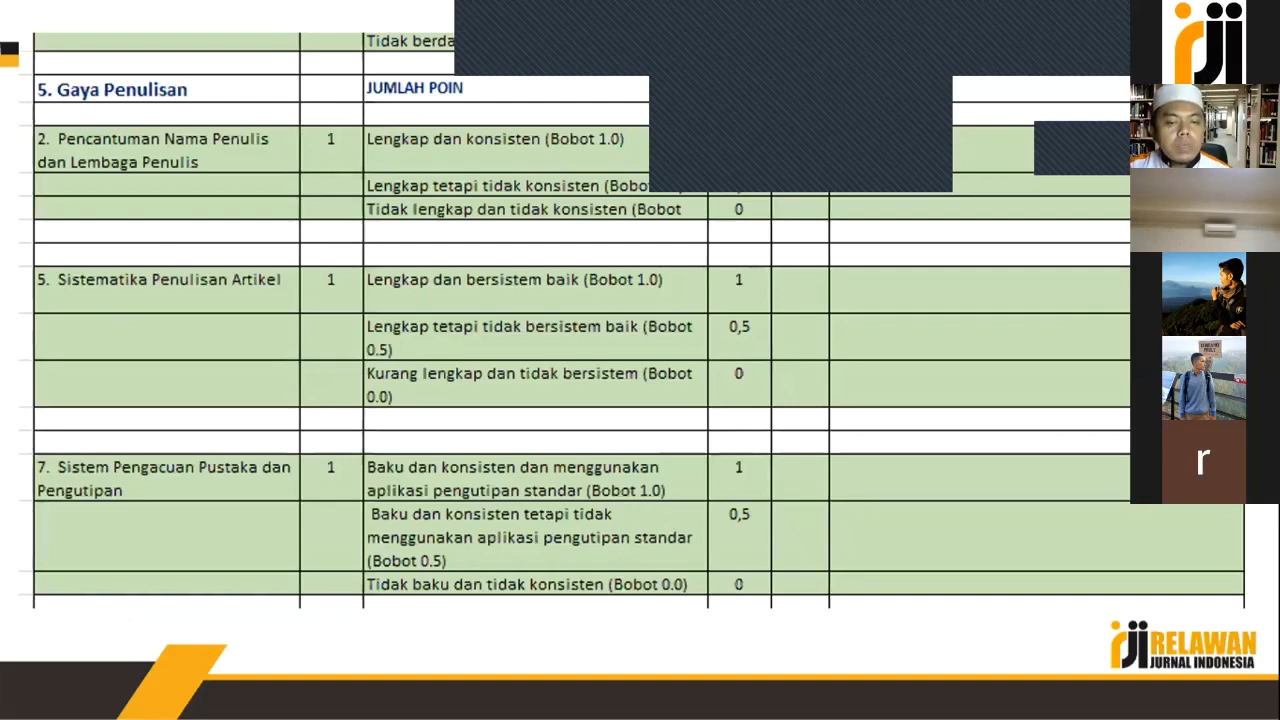 Tidak
5. Gaya Penulisan JUMLAH POIN
2. Pencantuman Nama Penulis 1 Lengkap dan konsisten (Bobot 1.0)
dan Lembaga Penulis
Lengkap tetapi tidak konsisten
Tidak lengkap dan tidak konsisten (Bobot 0
5. Sistematika Penulisan Artikel 1 Lengkap dan bersistem baik (Bobot 1.0) 1
Lengkap tetapi tidak bersistem baik (Bobot 0,5
0.5)
Kurang lengkap dan tidak bersistem (Bobot 0
0.0)
7. Sistem Pengacuan Pustaka dan 1 Baku dan konsisten dan menggunakan 1
Pengutipan aplikasi pengutipan standar (Bobot 1.0)
Baku dan konsisten tetapi tidak 0,5
menggunakan aplikasi pengutipan standar
(Bobot 0.5)
Tidak baku dan tidak konsisten (Bobot 0.0) 0
rji
r
rji RELAWAN
JURNAL INDONESIA